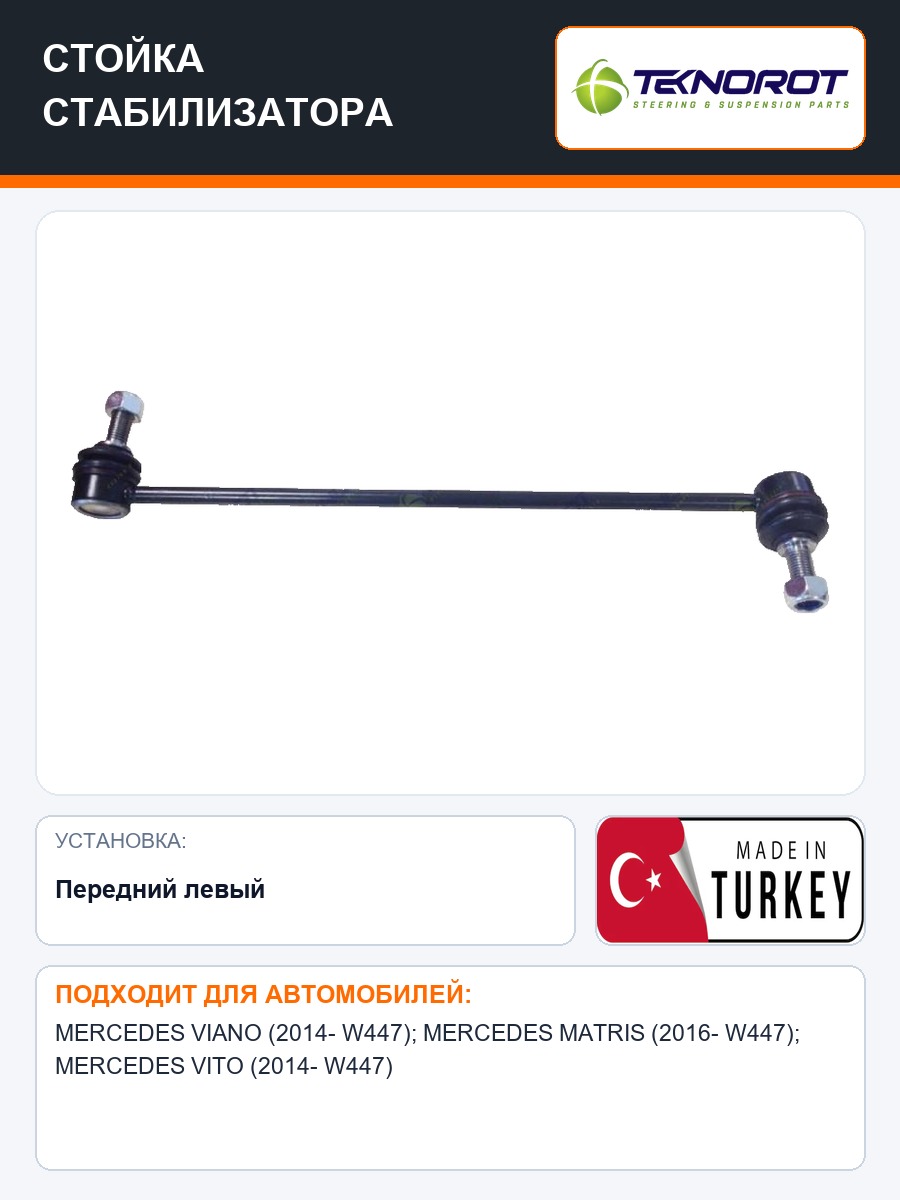 СТОЙКА
СТАБИЛИЗАТОРА
TEKNOROT
STEERING & SUSPENSION PARTS
УСТАНОВКА:
Передний левый
MADE IN
TURKEY
ПОДХОДИТ ДЛЯ АВТОМОБИЛЕЙ:
MERCEDES VIANO (2014- W447); MERCEDES MATRIS (2016- W447);
MERCEDES VITO (2014- W447)